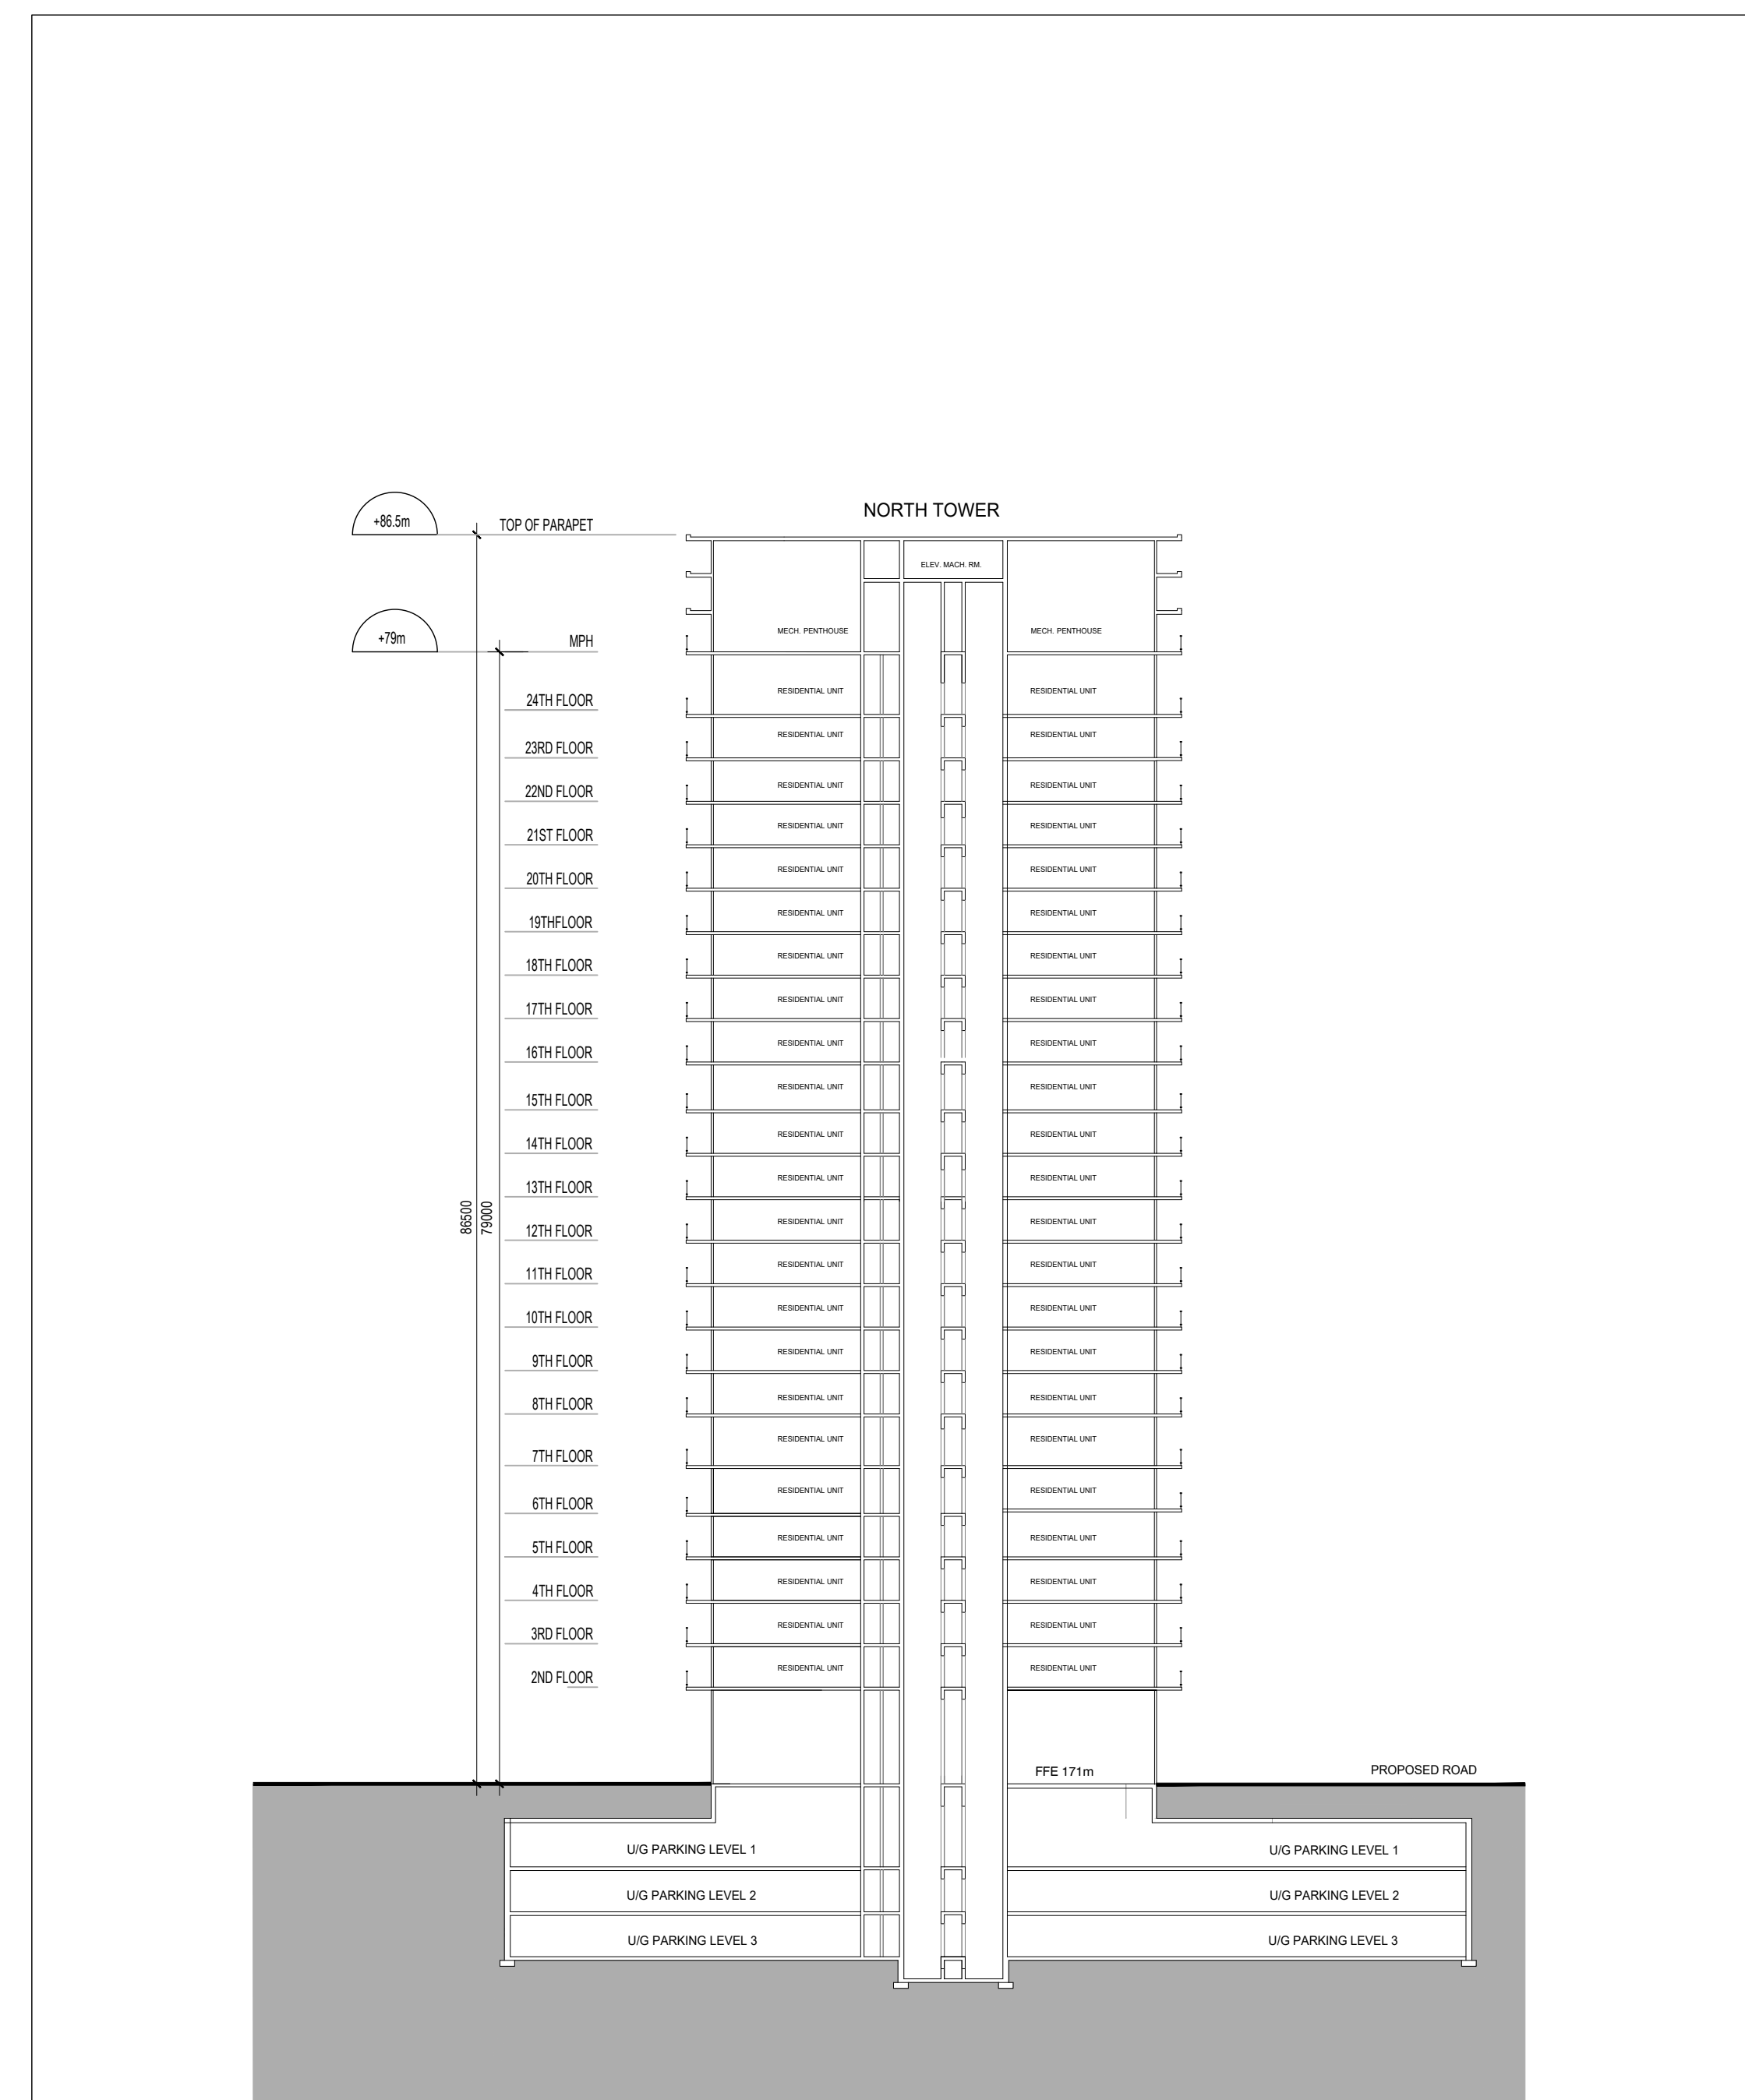 NORTH TOWER
+86.5m
TOP OF PARAPET
ELEV. MACH. RM.
+79m
MPH
MECH. PENTHOUSE
MECH. PENTHOUSE
24TH FLOOR
RESIDENTIAL UNIT
RESIDENTIAL UNIT
23RD FLOOR
RESIDENTIAL UNIT
RESIDENTIAL UNIT
22ND FLOOR
RESIDENTIAL UNIT
RESIDENTIAL UNIT
21ST FLOOR
RESIDENTIAL UNIT
RESIDENTIAL UNIT
20TH FLOOR
RESIDENTIAL UNIT
RESIDENTIAL UNIT
19THFLOOR
RESIDENTIAL UNIT
RESIDENTIAL UNIT
18TH FLOOR
RESIDENTIAL UNIT
RESIDENTIAL UNIT
17TH FLOOR
RESIDENTIAL UNIT
RESIDENTIAL UNIT
16TH FLOOR
RESIDENTIAL UNIT
RESIDENTIAL UNIT
15TH FLOOR
RESIDENTIAL UNIT
RESIDENTIAL UNIT
14TH FLOOR
RESIDENTIAL UNIT
RESIDENTIAL UNIT
13TH FLOOR
RESIDENTIAL UNIT
RESIDENTIAL UNIT
86500
79000
12TH FLOOR
RESIDENTIAL UNIT
RESIDENTIAL UNIT
11TH FLOOR
RESIDENTIAL UNIT
RESIDENTIAL UNIT
10TH FLOOR
RESIDENTIAL UNIT
RESIDENTIAL UNIT
9TH FLOOR
RESIDENTIAL UNIT
RESIDENTIAL UNIT
8TH FLOOR
RESIDENTIAL UNIT
RESIDENTIAL UNIT
7TH FLOOR
RESIDENTIAL UNIT
RESIDENTIAL UNIT
6TH FLOOR
RESIDENTIAL UNIT
RESIDENTIAL UNIT
5TH FLOOR
RESIDENTIAL UNIT
RESIDENTIAL UNIT
4TH FLOOR
RESIDENTIAL UNIT
RESIDENTIAL UNIT
3RD FLOOR
RESIDENTIAL UNIT
RESIDENTIAL UNIT
2ND FLOOR
RESIDENTIAL UNIT
RESIDENTIAL UNIT
FFE 171m
PROPOSED ROAD
U/G PARKING LEVEL 1
U/G PARKING LEVEL 1
U/G PARKING LEVEL 2
U/G PARKING LEVEL 2
U/G PARKING LEVEL 3
U/G PARKING LEVEL 3